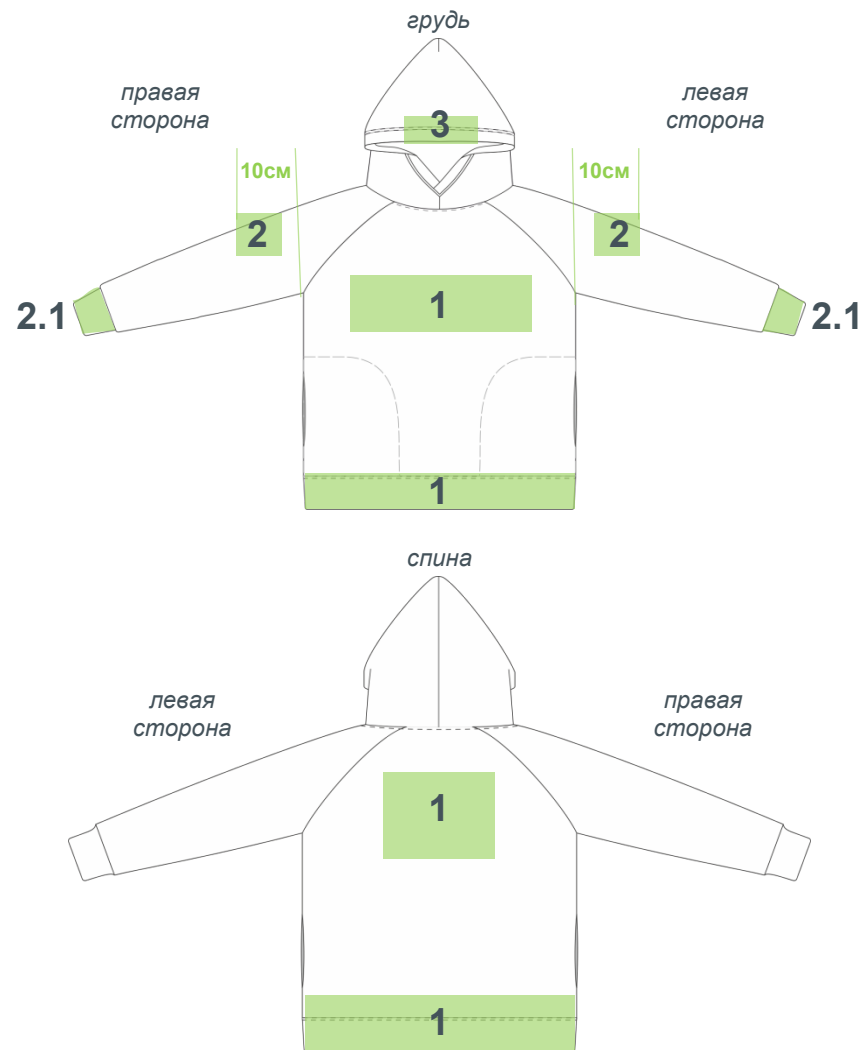 грудь
правая
сторона
левая
сторона
3
10см
10см
2
2
1
2.1
2.1
1
спина
левая
сторона
правая
сторона
1
1